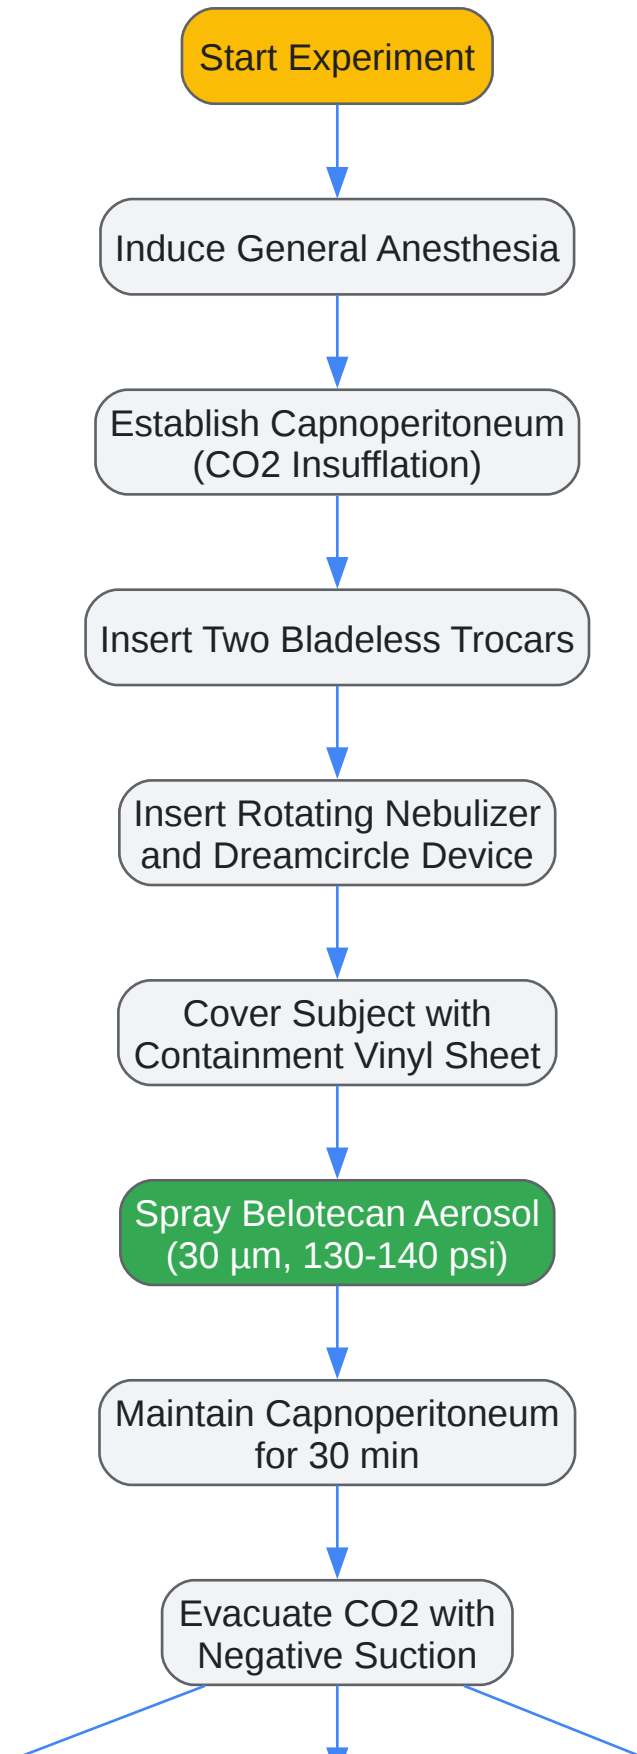 Start Experiment
Induce General Anesthesia
Establish Capnoperitoneum
(CO2 Insufflation)
Insert Two Bladeless Trocars
Insert Rotating Nebulizer
and Dreamcircle Device
Cover Subject with
Containment Vinyl Sheet
Spray Belotecan Aerosol
(30 µm, 130-140 psi)
Maintain Capnoperitoneum
for 30 min
Evacuate CO2 with
Negative Suction